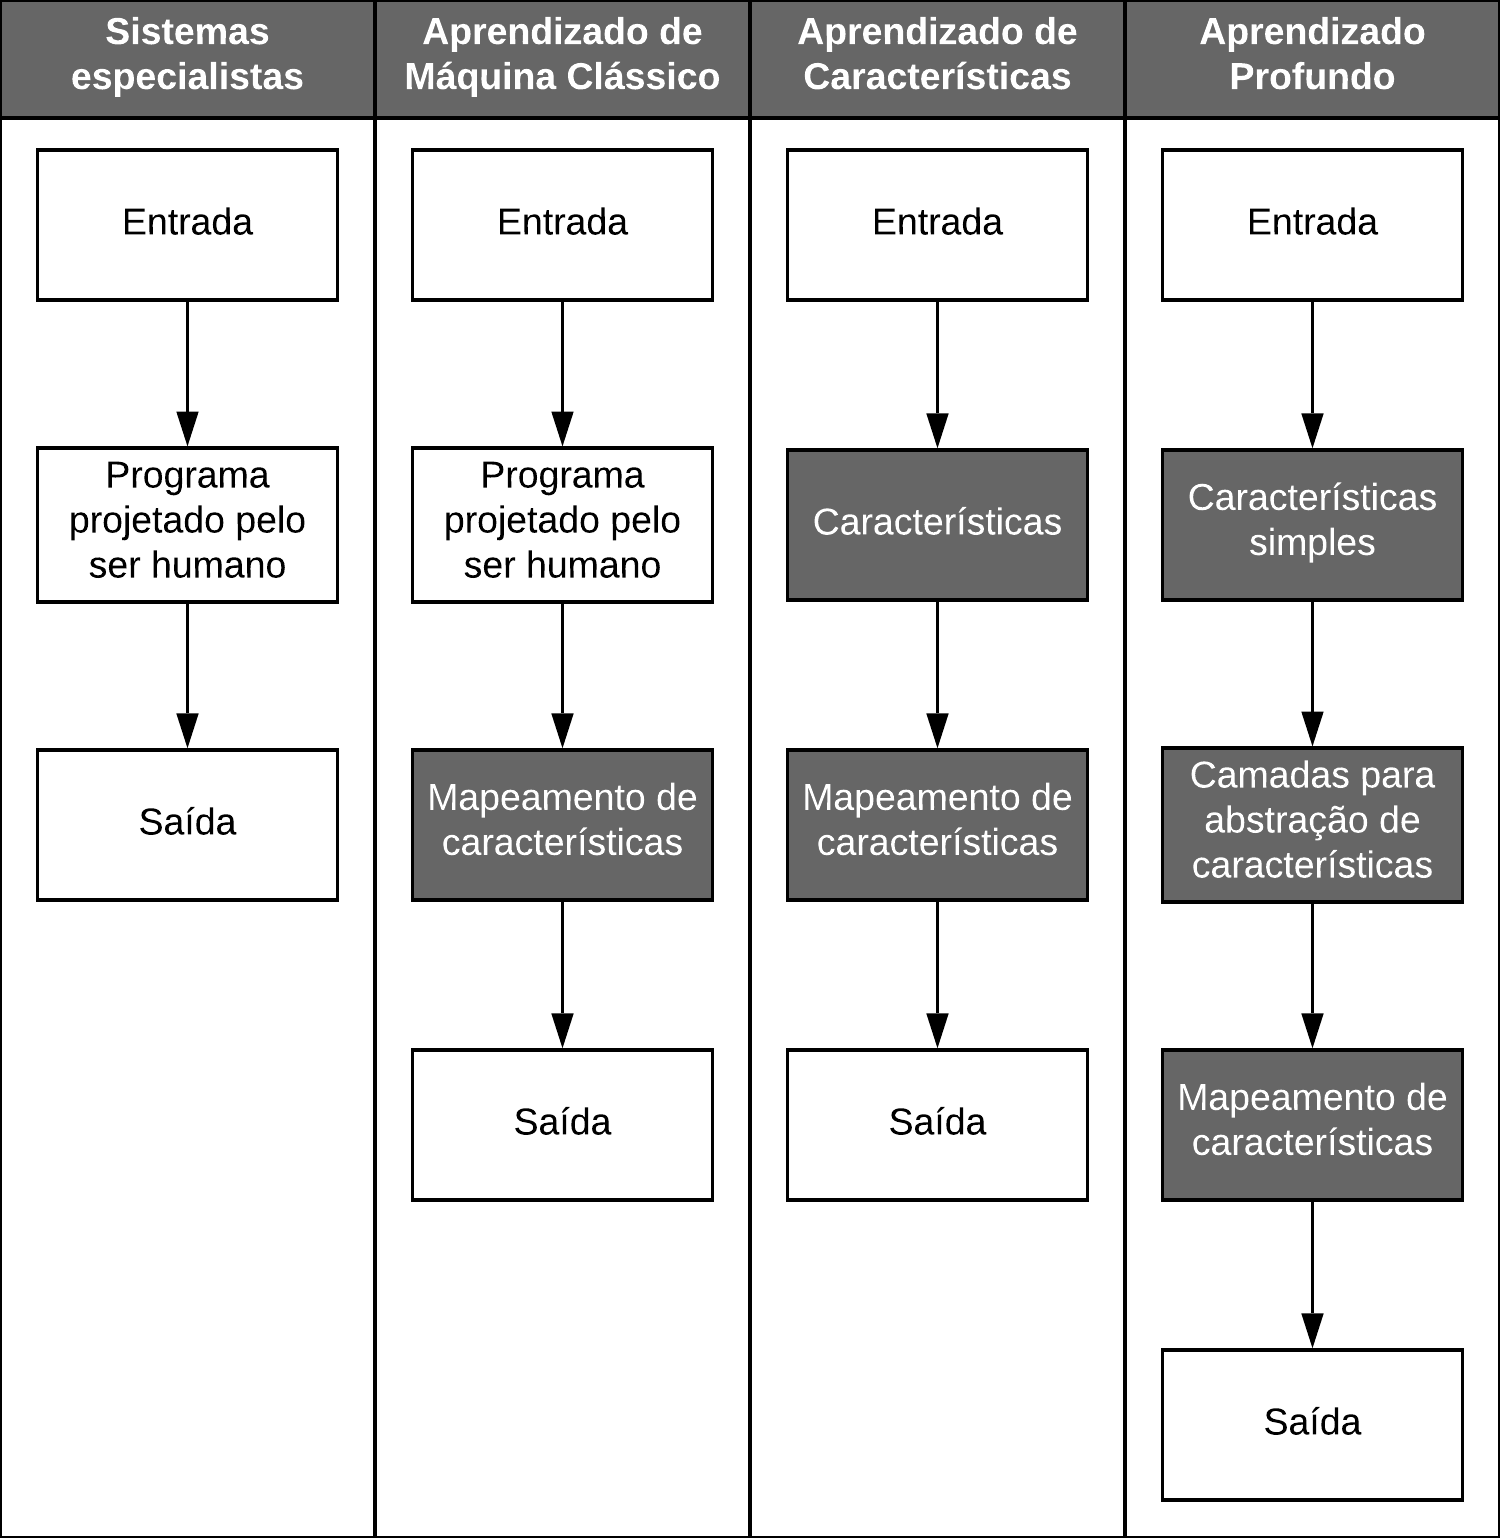 Sistemas
especialistas
Entrada
Programa
projetado pelo
ser humano
Saída
Aprendizado de
Máquina Clássico
Entrada
Programa
projetado pelo
ser humano
Mapeamento de
características
Saída
Aprendizado de
Características
Entrada
Características
Mapeamento de
características
Saída
Aprendizado
Profundo
Entrada
Características
simples
Camadas para
abstração de
características
Mapeamento de
características
Saída